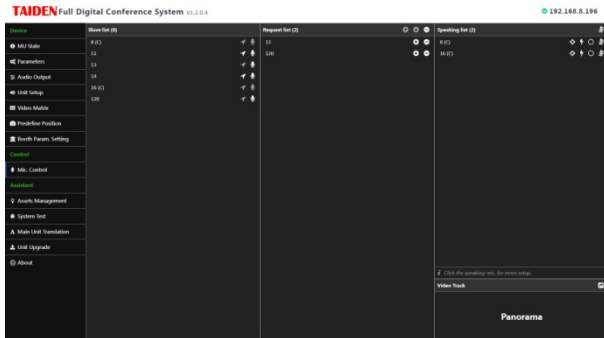 TAIDEN Full Digital Conference System V1.2.0.4
192.168.8.196
Device
MU State
Parameters
Audio Output
Unit Setup
Video Matrix
Predefine Position
Booth Param. Setting
Control
Mic. Control
Assistant
Assets Management
System Test
Main Unit Translation
Unit Upgrade
About
Slave list (6)
8 (C)
11
13
14
16 (C)
120
Request list (2)
13
120
Speaking list (2)
8 (C)
16 (C)
Click the speaking mic. for more setup.
Video Track
Panorama